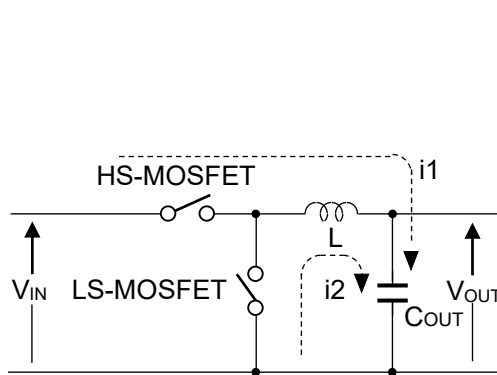 HS-MOSFET
i1
L
VIN
LS-MOSFET
i2
COUT
VOUT